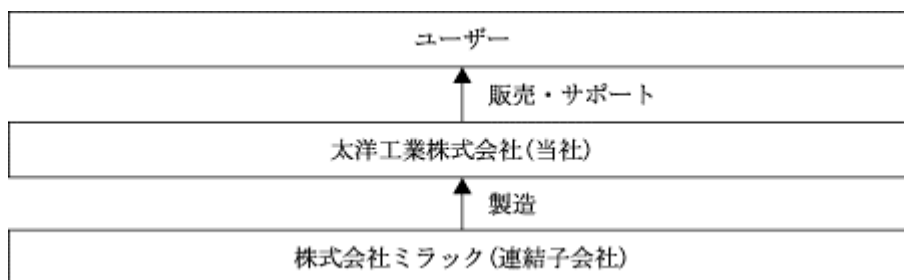 ユーザー
販売・サポート
太洋工業株式会社(当社)
製造
株式会社ミラック(連結子会社)